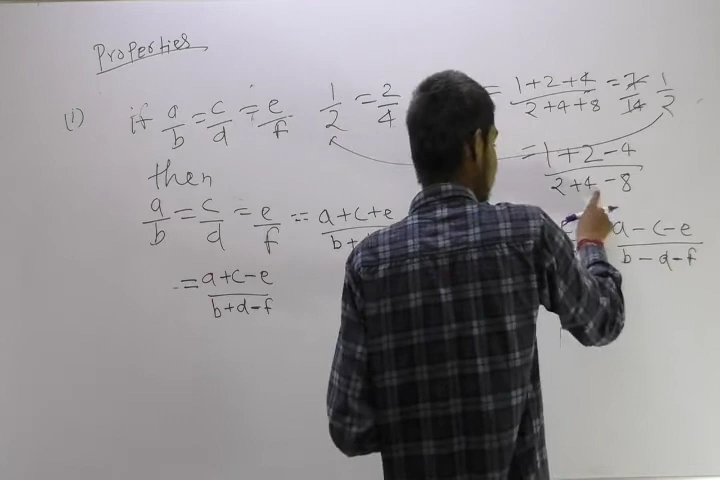 Properties
(i) if a/b = c/d = e/f 1/2 = 2/4 = (1+2+4)/(2+4+8) = 7/14 1/2
then = (1+2-4)/(2+4-8)
a/b = c/d = e/f = (a+c+e)/(b+ (a-c-e)/(b-d-f)
= (a+c-e)/(b+d-f)